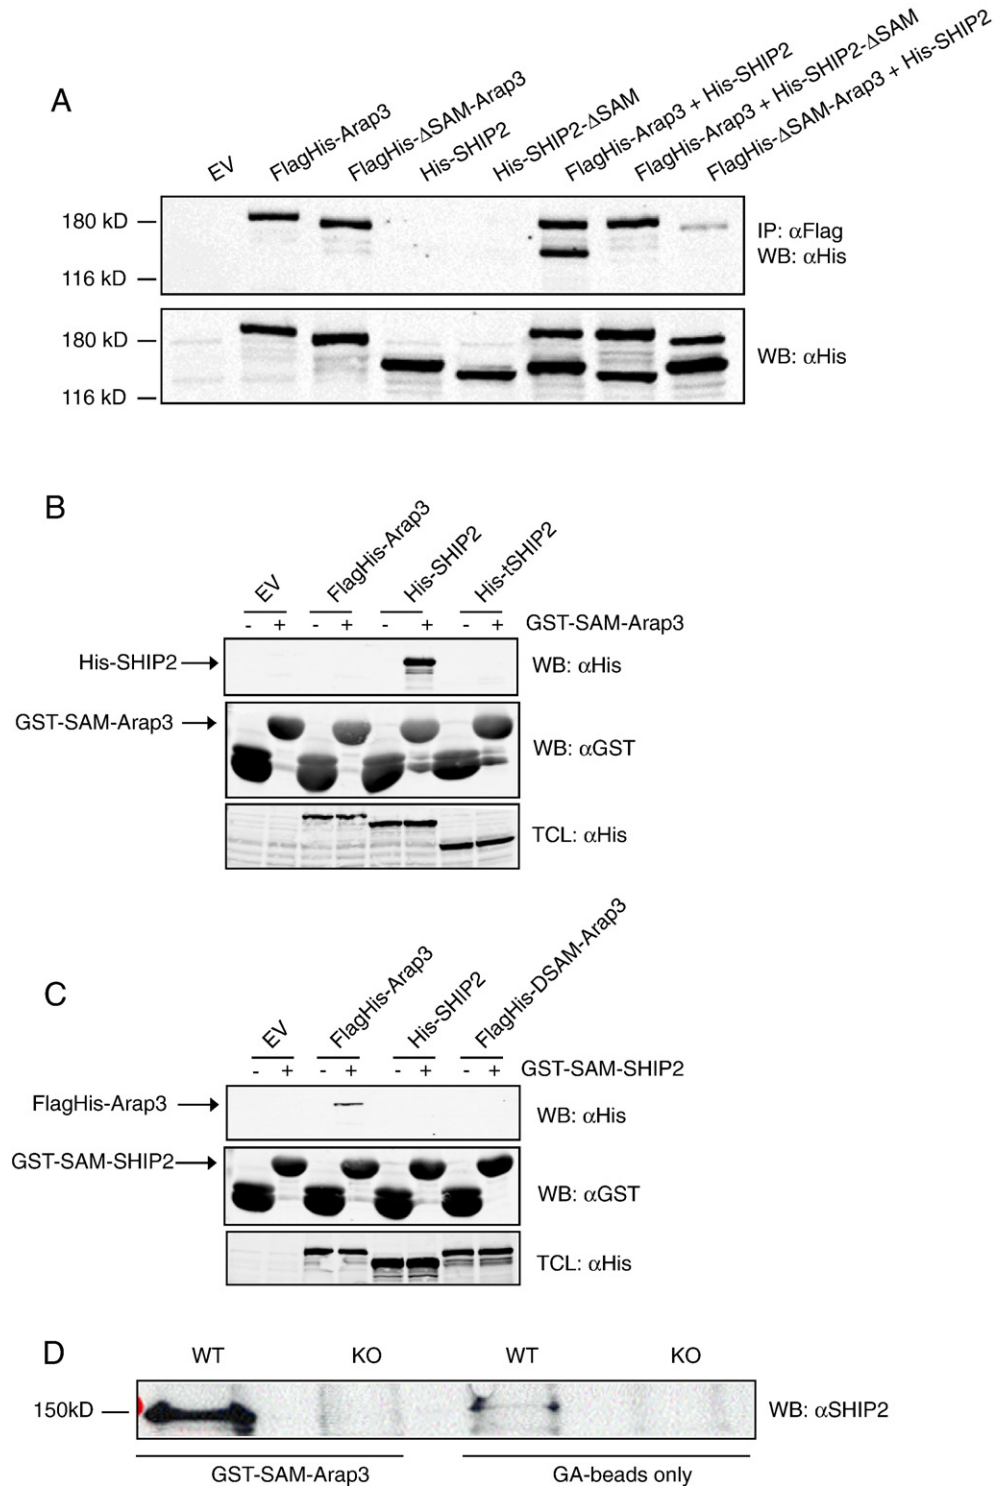 A
EV
FlagHis-Arap3
FlagHis-ΔSAM-Arap3
His-SHIP2
His-SHIP2-ΔSAM
FlagHis-Arap3 + His-SHIP2
FlagHis-Arap3 + His-SHIP2-ΔSAM
FlagHis-ΔSAM-Arap3 + His-SHIP2
180 kD
116 kD
IP: αFlag
WB: αHis
180 kD
116 kD
WB: αHis
B
EV
FlagHis-Arap3
His-SHIP2
His-tSHIP2
- + - + - + - + GST-SAM-Arap3
His-SHIP2
WB: αHis
GST-SAM-Arap3
WB: αGST
TCL: αHis
C
EV
FlagHis-Arap3
His-SHIP2
FlagHis-DSAM-Arap3
- + - + - + - + GST-SAM-SHIP2
FlagHis-Arap3
WB: αHis
GST-SAM-SHIP2
WB: αGST
TCL: αHis
D
WT KO WT KO
150kD
WB: αSHIP2
GST-SAM-Arap3 GA-beads only